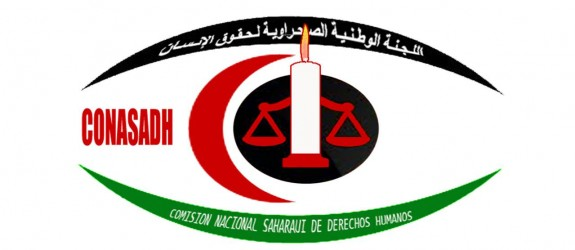 اللجنة الوطنية الصحراوية لحقوق الإنسان
CONASADH
COMISION NACIONAL SAHARAUI DE DERECHOS HUMANOS